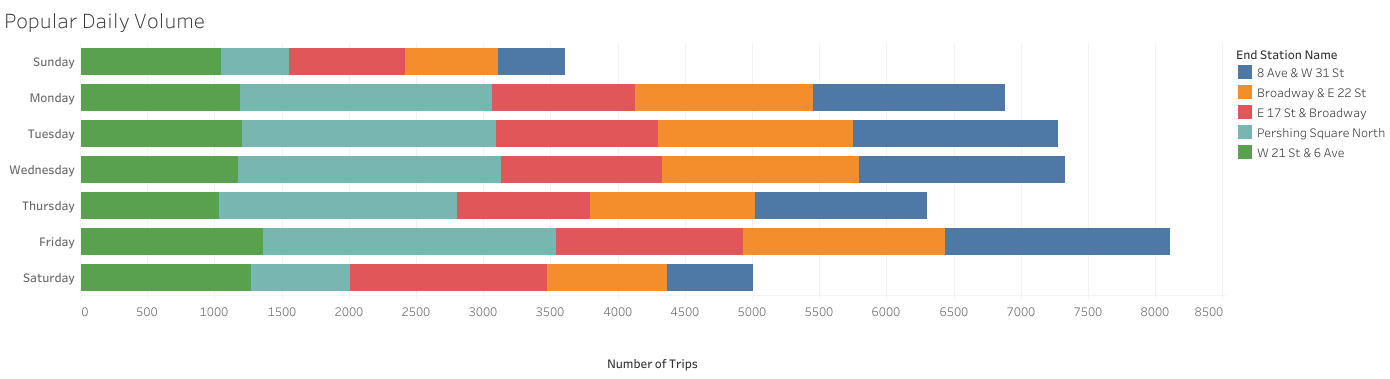 Popular Daily Volume
Sunday
Monday
Tuesday
Wednesday
Thursday
Friday
Saturday
0 500 1000 1500 2000 2500 3000 3500 4000 4500 5000 5500 6000 6500 7000 7500 8000 8500
Number of Trips
End Station Name
8 Ave & W 31 St
Broadway & E 22 St
E 17 St & Broadway
Pershing Square North
W 21 St & 6 Ave